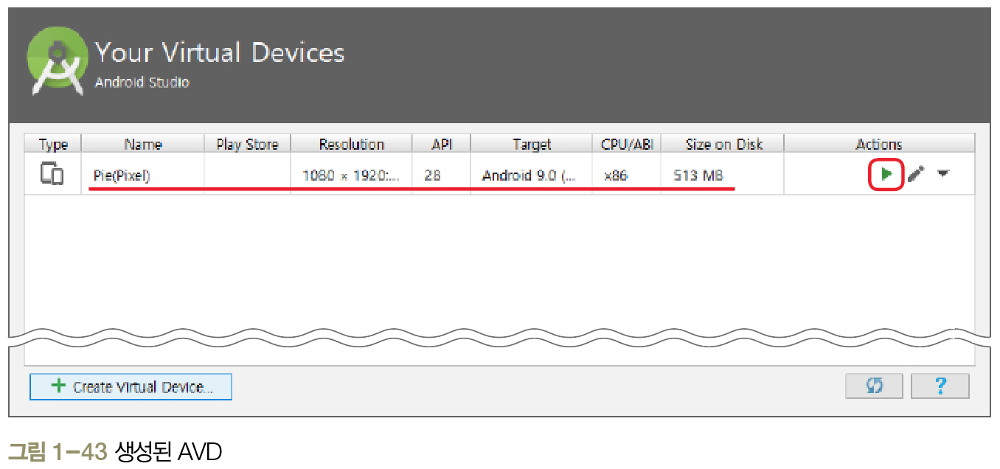 Your Virtual Devices
Android Studio
Type Name Play Store Resolution API Target CPU/ABI Size on Disk Actions
Pie(Pixel) 1080 × 1920:... 28 Android 9.0 (... x86 513 MB
+ Create Virtual Device...
?
그림 1-43 생성된 AVD